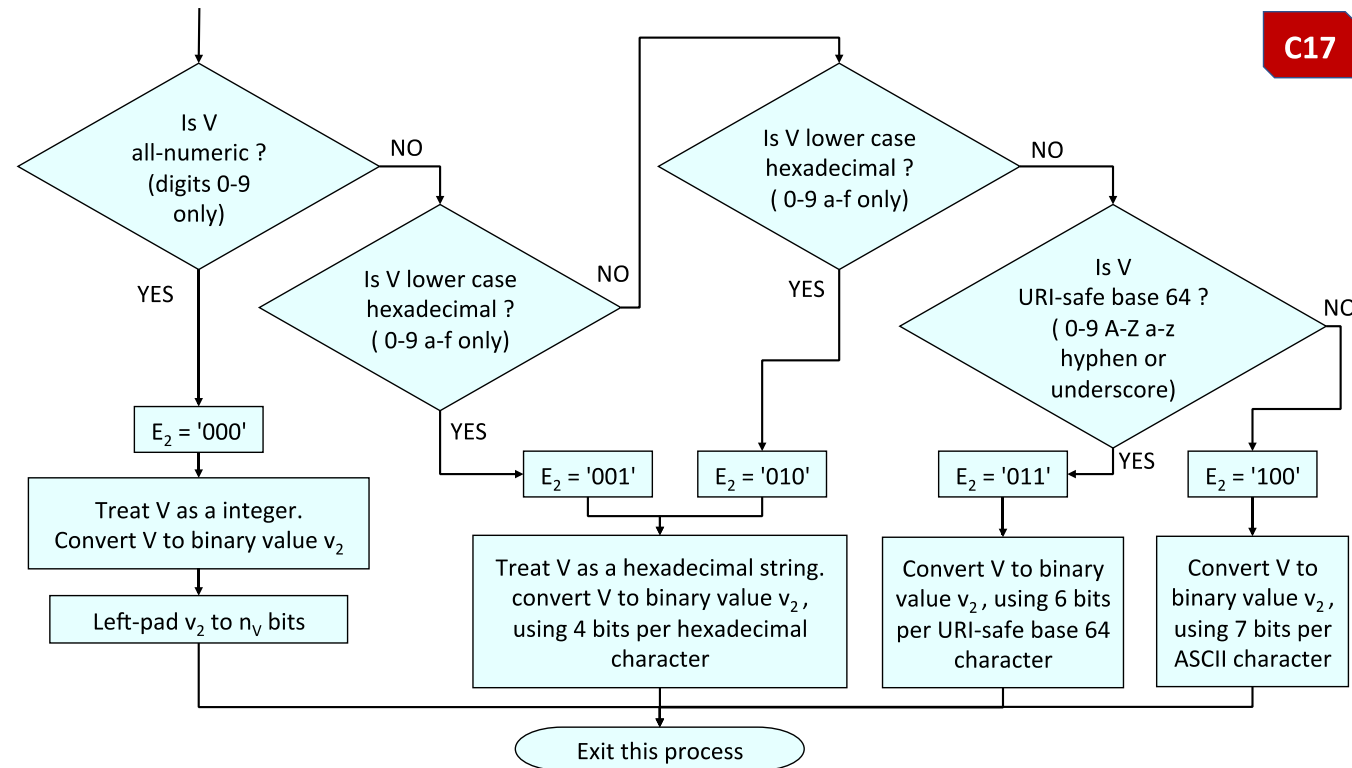 C17
Is V
all-numeric ?
(digits 0-9
only)
NO
YES
Is V lower case
hexadecimal ?
( 0-9 a-f only)
NO
YES
Is V lower case
hexadecimal ?
( 0-9 a-f only)
NO
YES
Is V
URI-safe base 64 ?
( 0-9 A-Z a-z
hyphen or
underscore)
NO
YES
E₂ = '000'
E₂ = '001'
E₂ = '010'
E₂ = '011'
E₂ = '100'
Treat V as a integer.
Convert V to binary value v₂
Left-pad v₂ to nᵥ bits
Treat V as a hexadecimal string.
convert V to binary value v₂ ,
using 4 bits per hexadecimal
character
Convert V to binary
value v₂ , using 6 bits
per URI-safe base 64
character
Convert V to
binary value v₂ ,
using 7 bits per
ASCII character
Exit this process